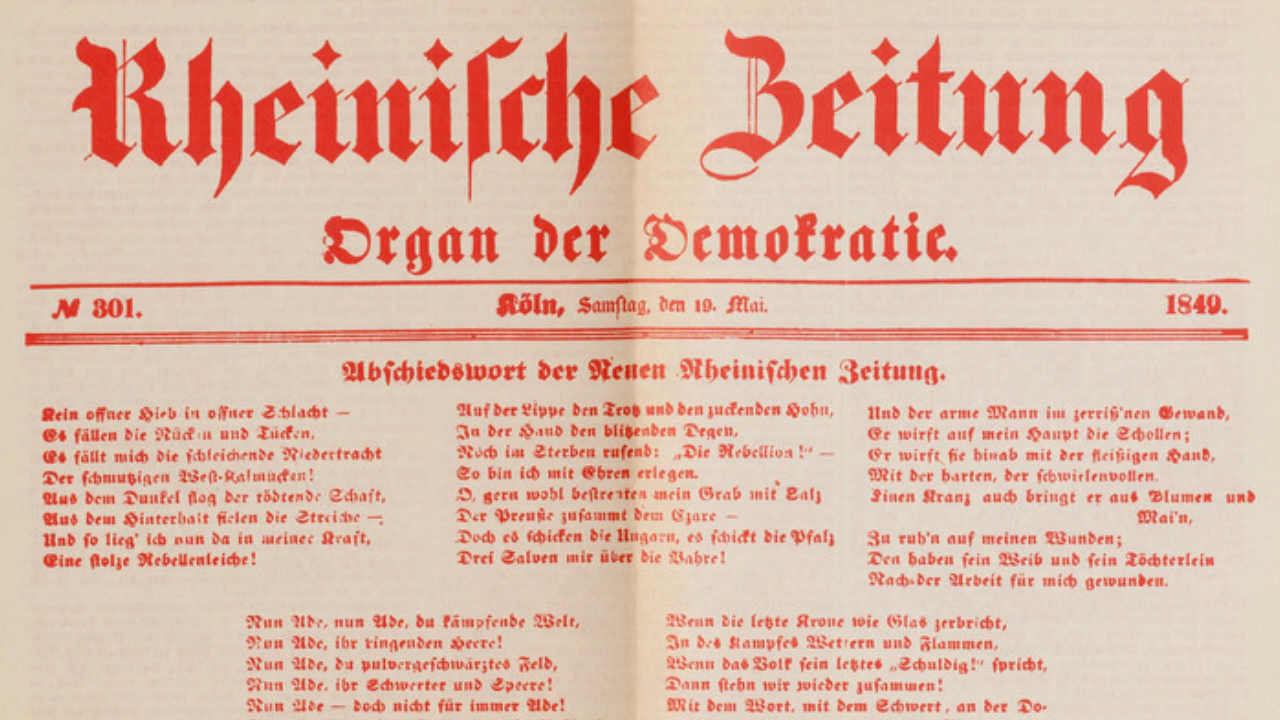 Rheinische Zeitung
Organ der Demokratie.
№ 301. Köln, Samstag, den 19. Mai. 1849.
Abschiedswort der Neuen Rheinischen Zeitung.
Kein offner Hieb in offner Schlacht —
Es fällen die Nücken und Tücken,
Es fällt mich die schleichende Niedertracht
Der schmutzigen West-Kalmücken!
Aus dem Dunkel flog der tödtende Schaft,
Aus dem Hinterhalt fielen die Streiche —
Und so lieg' ich nun da in meiner Kraft,
Eine stolze Rebellenleiche!
Auf der Lippe den Trotz und den zuckenden Hohn,
In der Hand den blitzenden Degen,
Noch im Sterben rufend: „Die Rebellion!“ —
So bin ich mit Ehren erlegen.
O, gern wohl bestreuten mein Grab mit Salz
Der Preuße zusammt dem Czare —
Doch es schicken die Ungarn, es schickt die Pfalz
Drei Salven mir über die Bahre!
Und der arme Mann im zerriß'nen Gewand,
Er wirft auf mein Haupt die Schollen;
Er wirft sie hinab mit der fleißigen Hand,
Mit der harten, der schwielenvollen.
Einen Kranz auch bringt er aus Blumen und
Mai'n,
Zu ruh'n auf meinen Wunden;
Den haben sein Weib und sein Töchterlein
Nach der Arbeit für mich gewunden.
Nun Ade, nun Ade, du kämpfende Welt,
Nun Ade, ihr ringenden Heere!
Nun Ade, du pulvergeschwärztes Feld,
Nun Ade, ihr Schwerter und Speere!
Nun Ade — doch nicht für immer Ade!
Wenn die letzte Krone wie Glas zerbricht,
In des Kampfes Wettern und Flammen,
Wenn das Volk sein letztes „Schuldig!“ spricht,
Dann stehn wir wieder zusammen!
Mit dem Wort, mit dem Schwert, an der Do-